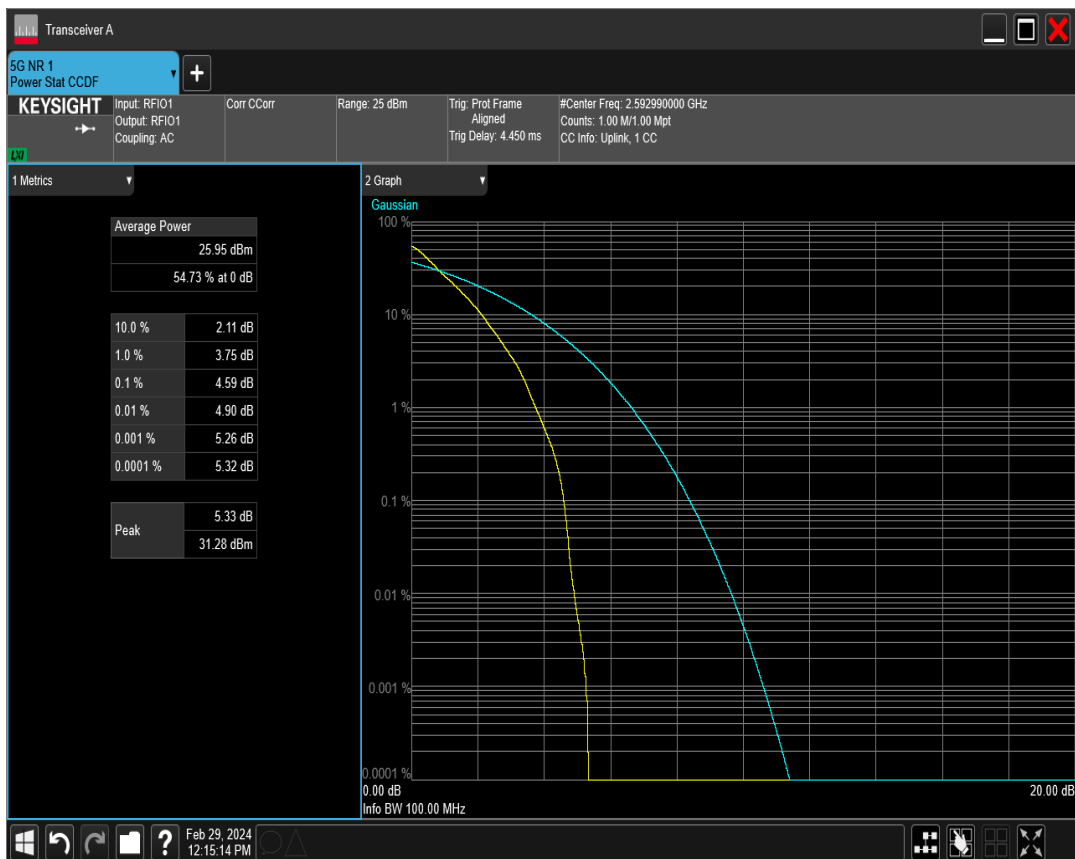 Transceiver A
5G NR 1
Power Stat CCDF
+
KEYSIGHT
LXI
Input: RFIO1
Output: RFIO1
Coupling: AC
Corr CCorr
Range: 25 dBm
Trig: Prot Frame
Aligned
Trig Delay: 4.450 ms
#Center Freq: 2.592990000 GHz
Counts: 1.00 M/1.00 Mpt
CC Info: Uplink, 1 CC
1 Metrics
Average Power
25.95 dBm
54.73 % at 0 dB
10.0 % 2.11 dB
1.0 % 3.75 dB
0.1 % 4.59 dB
0.01 % 4.90 dB
0.001 % 5.26 dB
0.0001 % 5.32 dB
Peak
5.33 dB
31.28 dBm
2 Graph
Gaussian
100 %
10 %
1 %
0.1 %
0.01 %
0.001 %
0.0001 %
0.00 dB 20.00 dB
Info BW 100.00 MHz
?
Feb 29, 2024
12:15:14 PM